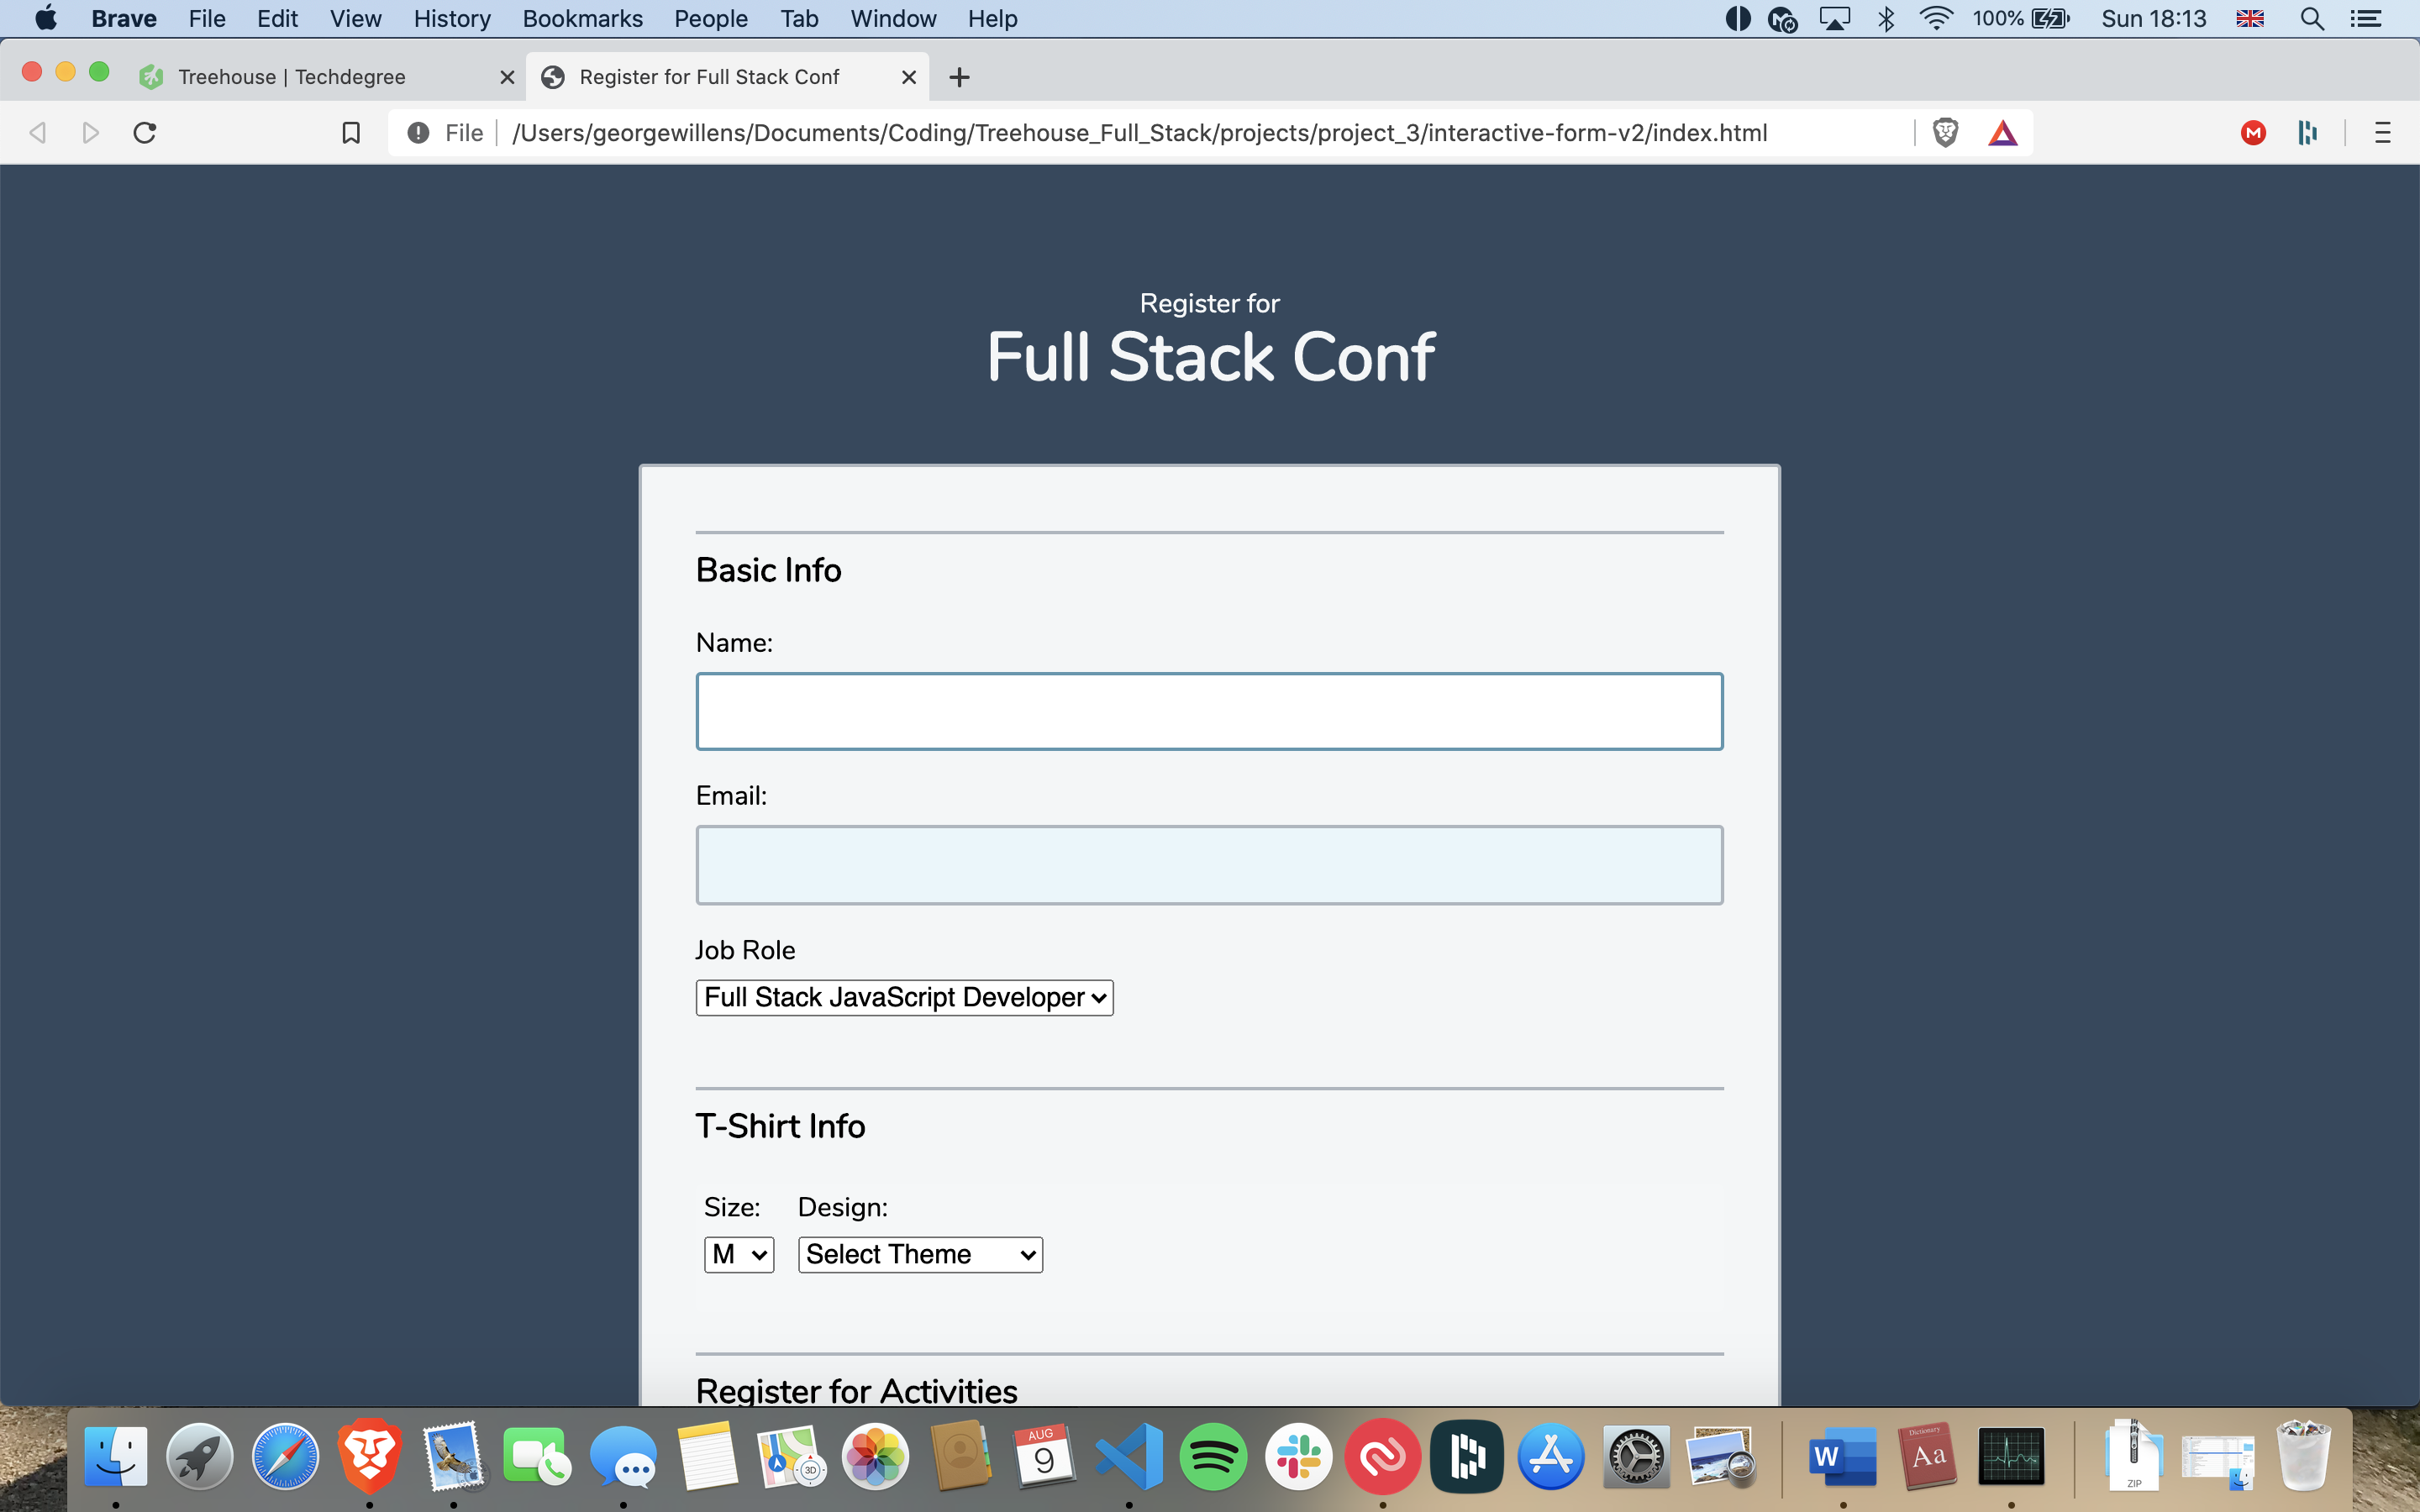 Brave File Edit View History Bookmarks People Tab Window Help 100% Sun 18:13
Treehouse | Techdegree Register for Full Stack Conf
File /Users/georgewillens/Documents/Coding/Treehouse_Full_Stack/projects/project_3/interactive-form-v2/index.html M
Register for
Full Stack Conf
Basic Info
Name:
Email:
Job Role
Full Stack JavaScript Developer
T-Shirt Info
Size: Design:
M Select Theme
Register for Activities
3D
AUG
9
W
Dictionary
Aa
ZIP